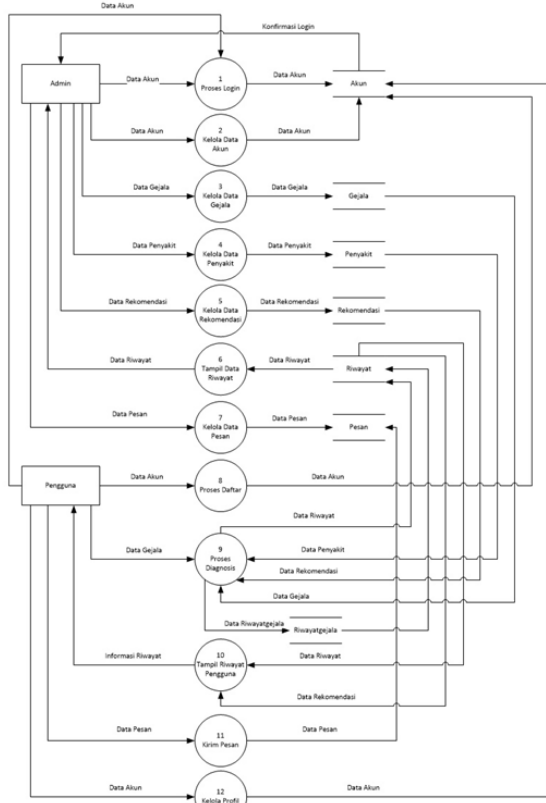 Data Akun
Konfirmasi Login
Admin
Data Akun
1
Proses Login
Data Akun
Akun
Data Akun
2
Kelola Data
Akun
Data Akun
Data Gejala
3
Kelola Data
Gejala
Data Gejala
Gejala
Data Penyakit
4
Kelola Data
Penyakit
Data Penyakit
Penyakit
Data Rekomendasi
5
Kelola Data
Rekomendasi
Data Rekomendasi
Rekomendasi
Data Riwayat
6
Tampil Data
Riwayat
Data Riwayat
Riwayat
Data Pesan
7
Kelola Data
Pesan
Data Pesan
Pesan
Pengguna
Data Akun
8
Proses Daftar
Data Akun
Data Riwayat
Data Gejala
9
Proses
Diagnosis
Data Penyakit
Data Rekomendasi
Data Gejala
Data Riwayatgejala
Riwayatgejala
Informasi Riwayat
10
Tampil Riwayat
Pengguna
Data Riwayat
Data Rekomendasi
Data Pesan
11
Kirim Pesan
Data Pesan
Data Akun
12
Kelola Profil
Data Akun